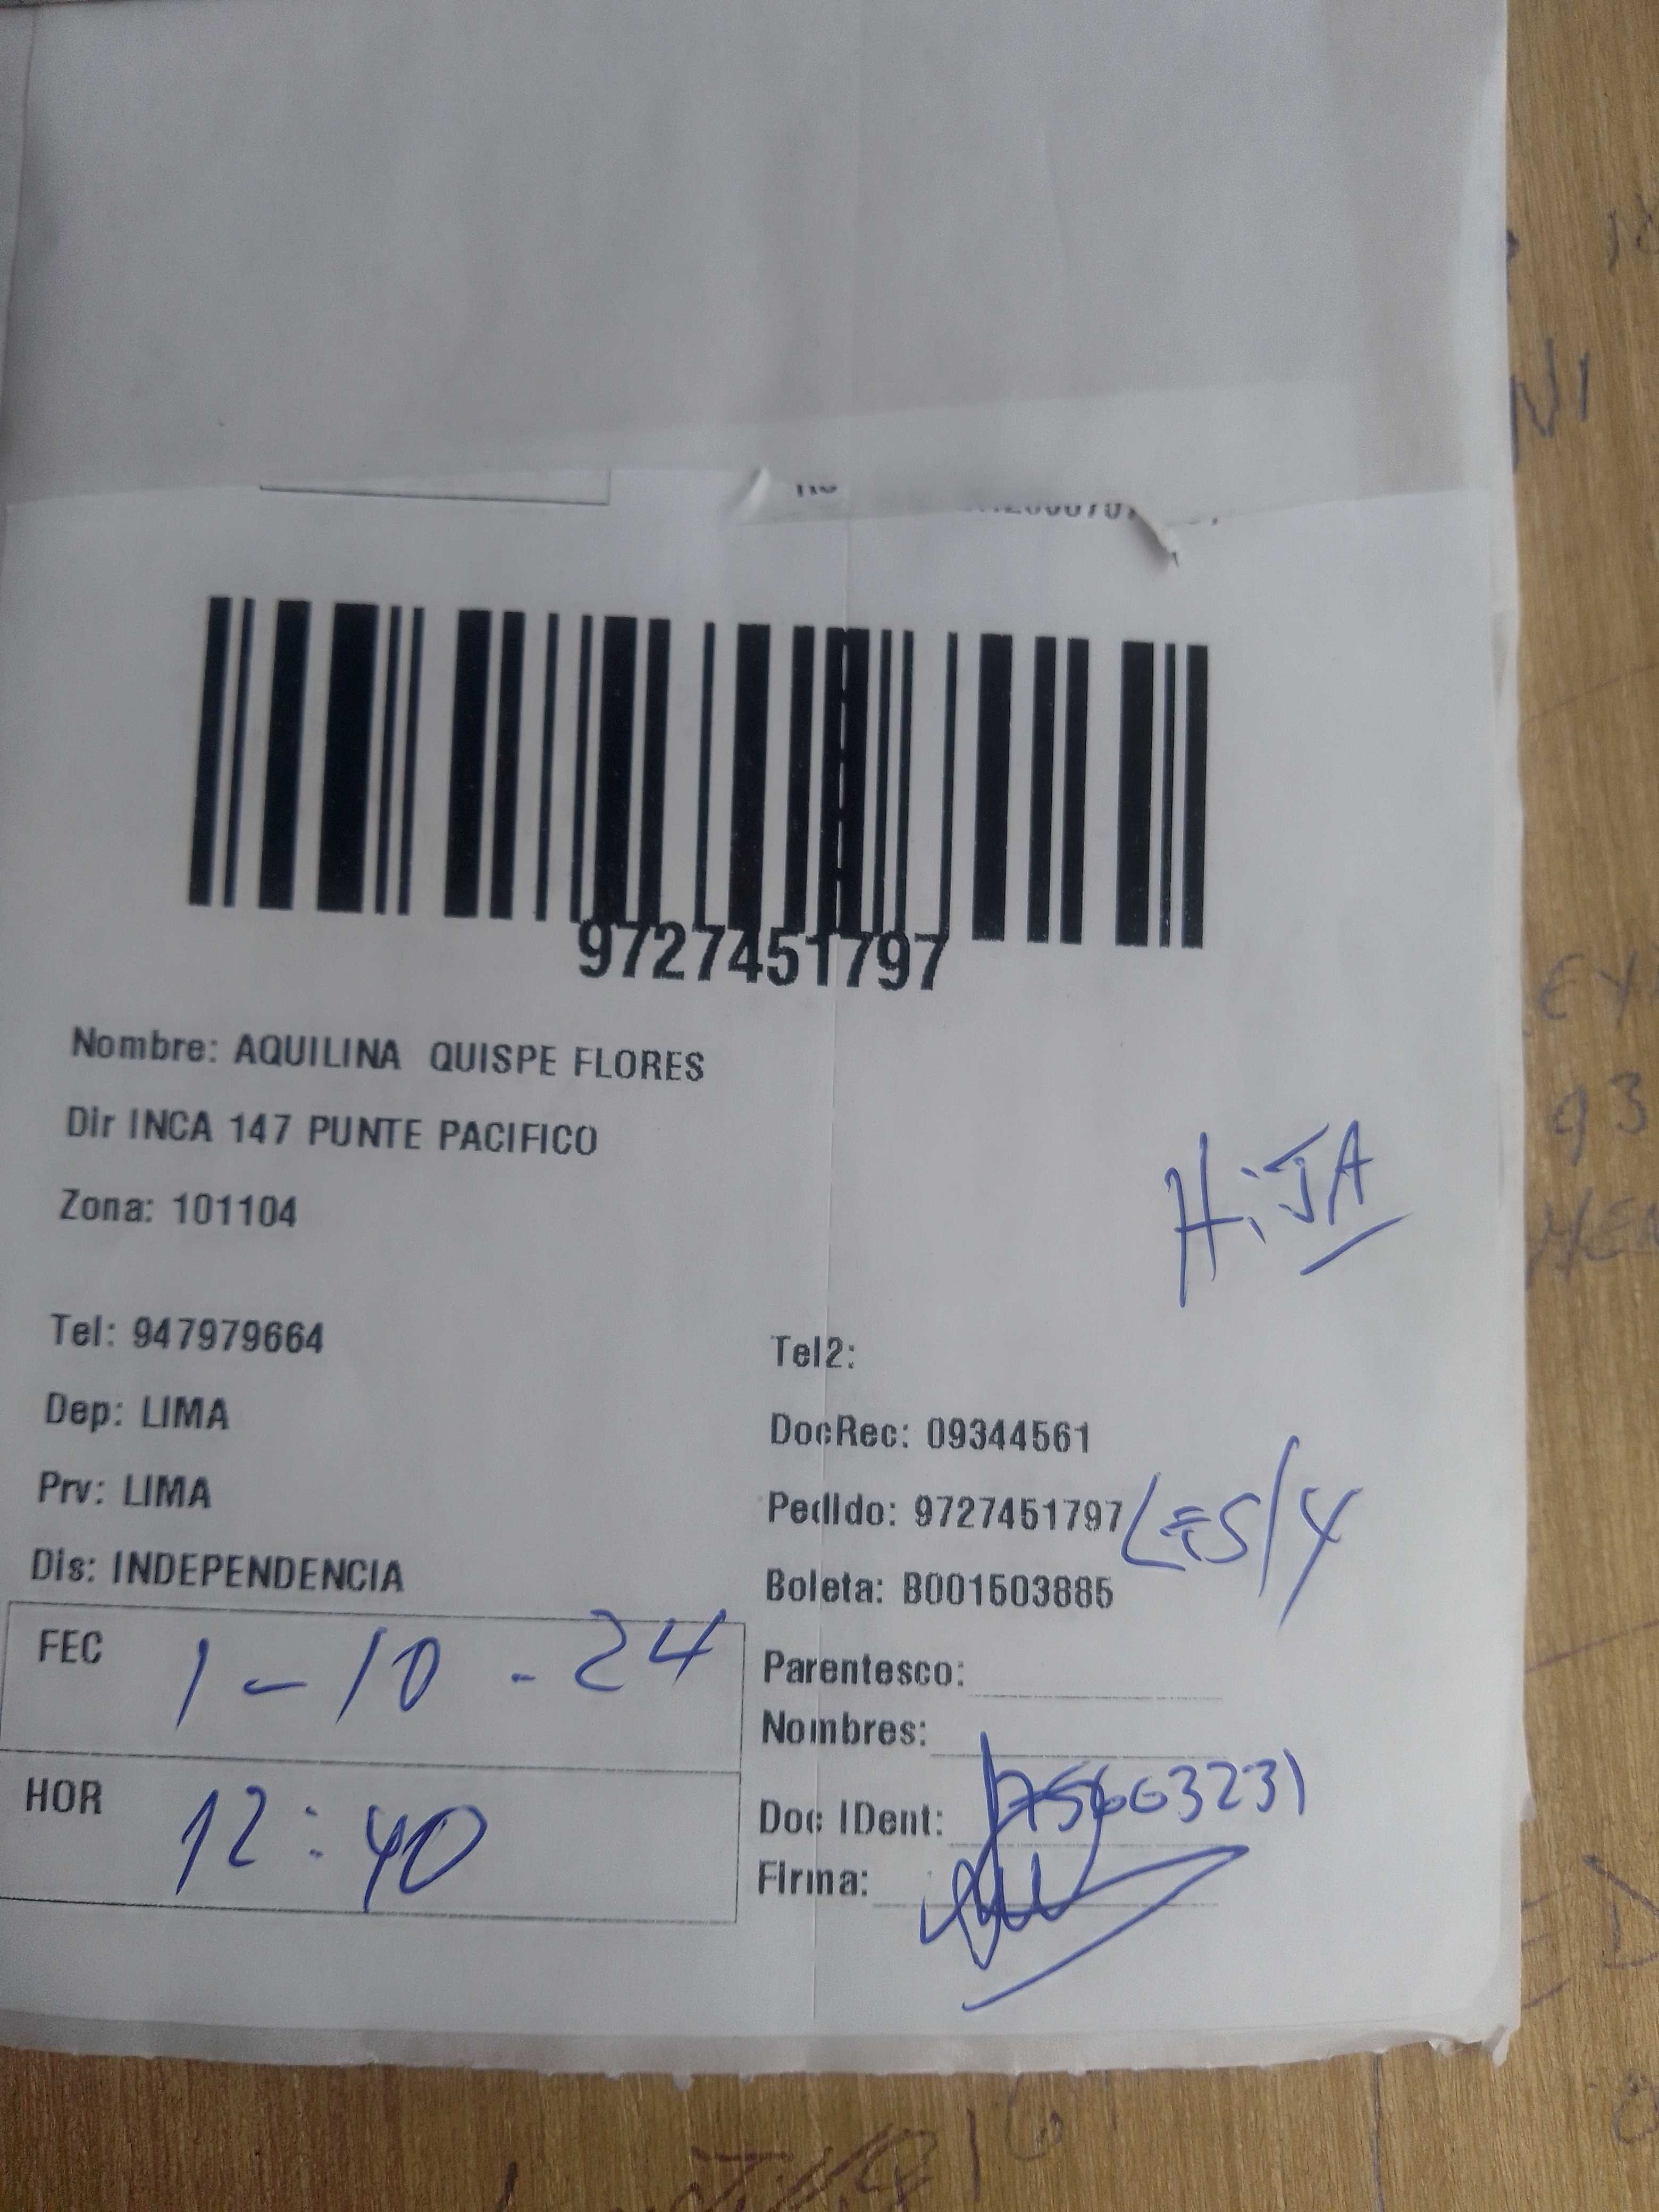 9727451797
Nombre: AQUILINA QUISPE FLORES
Dir INCA 147 PUNTE PACIFICO
Zona: 101104
HiJA
Tel: 947979664
Tel2:
Dep: LIMA
DocRec: 09344561
Prv: LIMA
Pedido: 9727451797
LESlY
Dis: INDEPENDENCIA
Boleta: B001503885
FEC 1-10-24
Parentesco:
Nombres:
HOR 12:40
Doc IDent: 75603231
Firma: